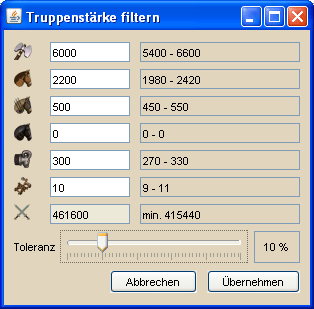 Truppenstärke filtern
6000 5400 - 6600
2200 1980 - 2420
500 450 - 550
0 0 - 0
300 270 - 330
10 9 - 11
461600 min. 415440
Toleranz 10 %
Abbrechen Übernehmen